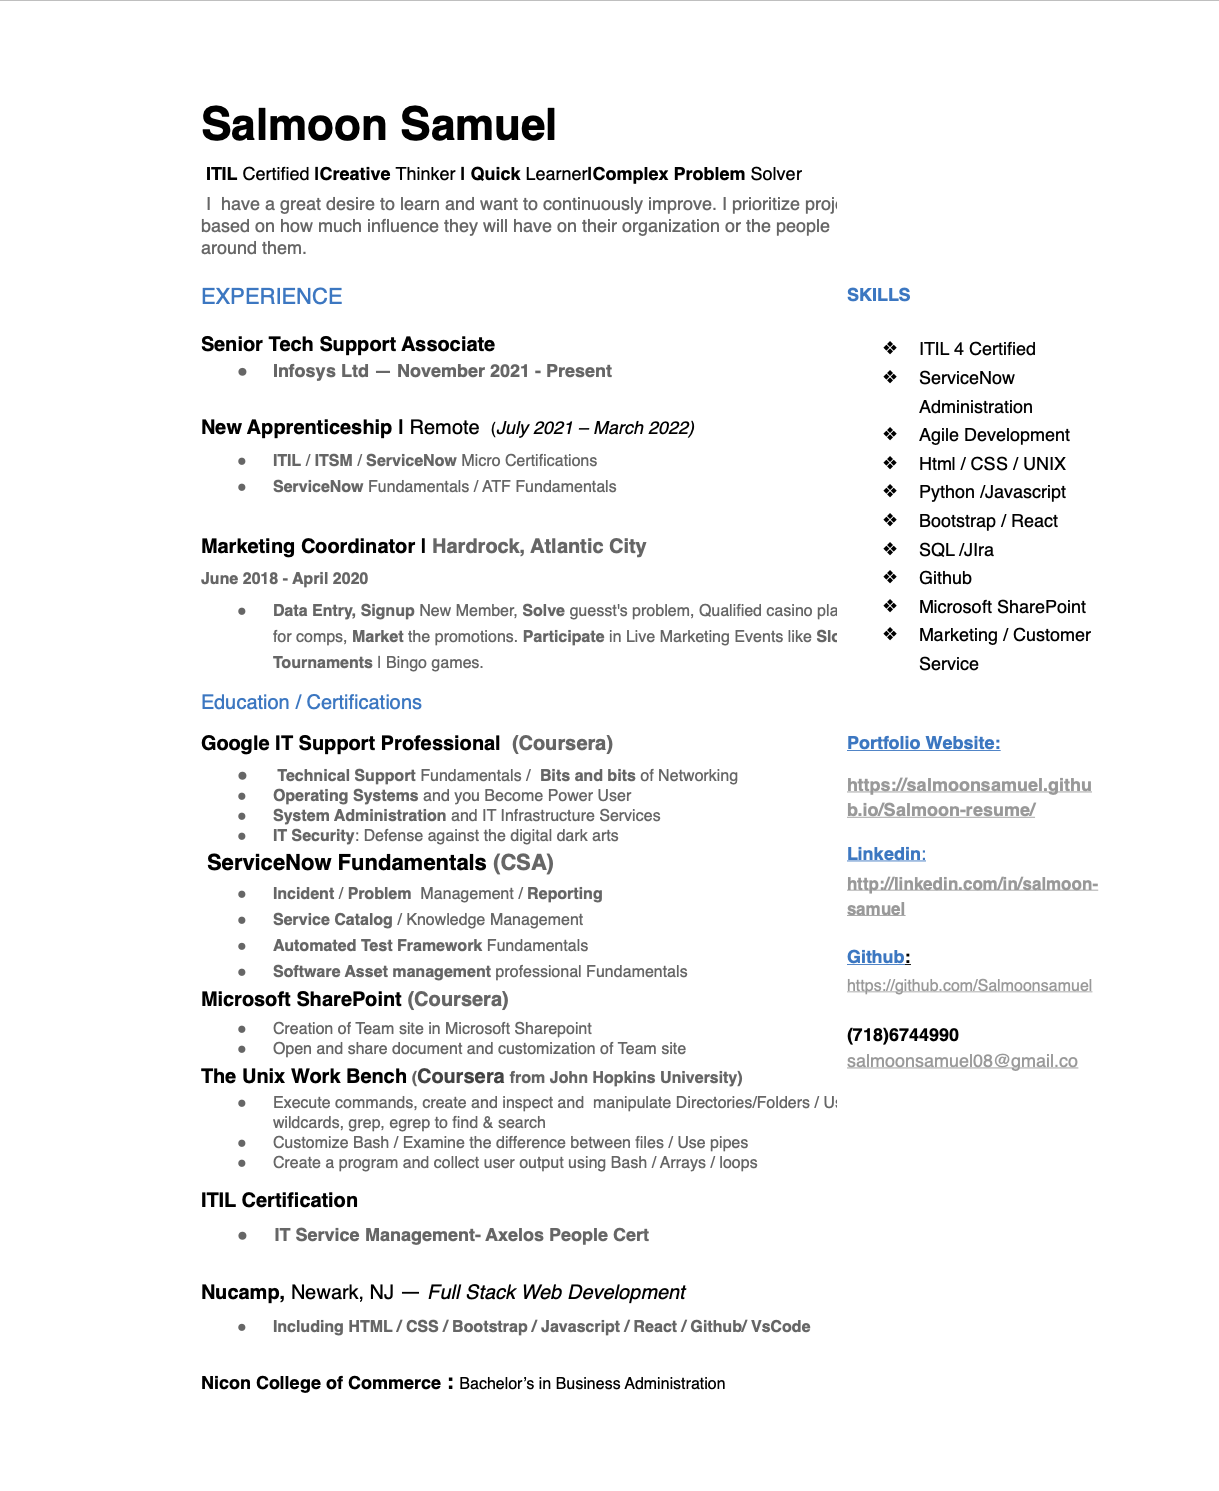 Salmoon Samuel
ITIL Certified |Creative Thinker | Quick Learner|Complex Problem Solver
I have a great desire to learn and want to continuously improve. I prioritize proj
based on how much influence they will have on their organization or the people
around them.
EXPERIENCE
Senior Tech Support Associate
● Infosys Ltd — November 2021 - Present
New Apprenticeship | Remote (July 2021 – March 2022)
● ITIL / ITSM / ServiceNow Micro Certifications
● ServiceNow Fundamentals / ATF Fundamentals
Marketing Coordinator | Hardrock, Atlantic City
June 2018 - April 2020
● Data Entry, Signup New Member, Solve guesst's problem, Qualified casino pla
for comps, Market the promotions. Participate in Live Marketing Events like Slo
Tournaments | Bingo games.
Education / Certifications
Google IT Support Professional (Coursera)
● Technical Support Fundamentals / Bits and bits of Networking
● Operating Systems and you Become Power User
● System Administration and IT Infrastructure Services
● IT Security: Defense against the digital dark arts
ServiceNow Fundamentals (CSA)
● Incident / Problem Management / Reporting
● Service Catalog / Knowledge Management
● Automated Test Framework Fundamentals
● Software Asset management professional Fundamentals
Microsoft SharePoint (Coursera)
● Creation of Team site in Microsoft Sharepoint
● Open and share document and customization of Team site
The Unix Work Bench (Coursera from John Hopkins University)
● Execute commands, create and inspect and manipulate Directories/Folders / Us
wildcards, grep, egrep to find & search
● Customize Bash / Examine the difference between files / Use pipes
● Create a program and collect user output using Bash / Arrays / loops
ITIL Certification
● IT Service Management- Axelos People Cert
Nucamp, Newark, NJ — Full Stack Web Development
● Including HTML / CSS / Bootstrap / Javascript / React / Github/ VsCode
Nicon College of Commerce : Bachelor's in Business Administration
SKILLS
❖ ITIL 4 Certified
❖ ServiceNow
Administration
❖ Agile Development
❖ Html / CSS / UNIX
❖ Python /Javascript
❖ Bootstrap / React
❖ SQL /JIra
❖ Github
❖ Microsoft SharePoint
❖ Marketing / Customer
Service
Portfolio Website:
https://salmoonsamuel.githu
b.io/Salmoon-resume/
Linkedin:
http://linkedin.com/in/salmoon-
samuel
Github:
https://github.com/Salmoonsamuel
(718)6744990
salmoonsamuel08@gmail.co